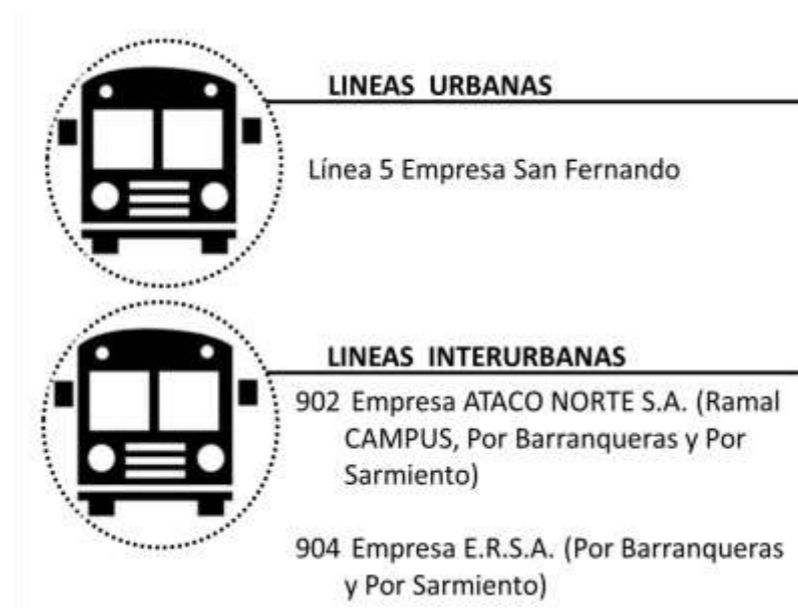 LINEAS URBANAS
Línea 5 Empresa San Fernando
LINEAS INTERURBANAS
902 Empresa ATACO NORTE S.A. (Ramal
CAMPUS, Por Barranqueras y Por
Sarmiento)
904 Empresa E.R.S.A. (Por Barranqueras
y Por Sarmiento)